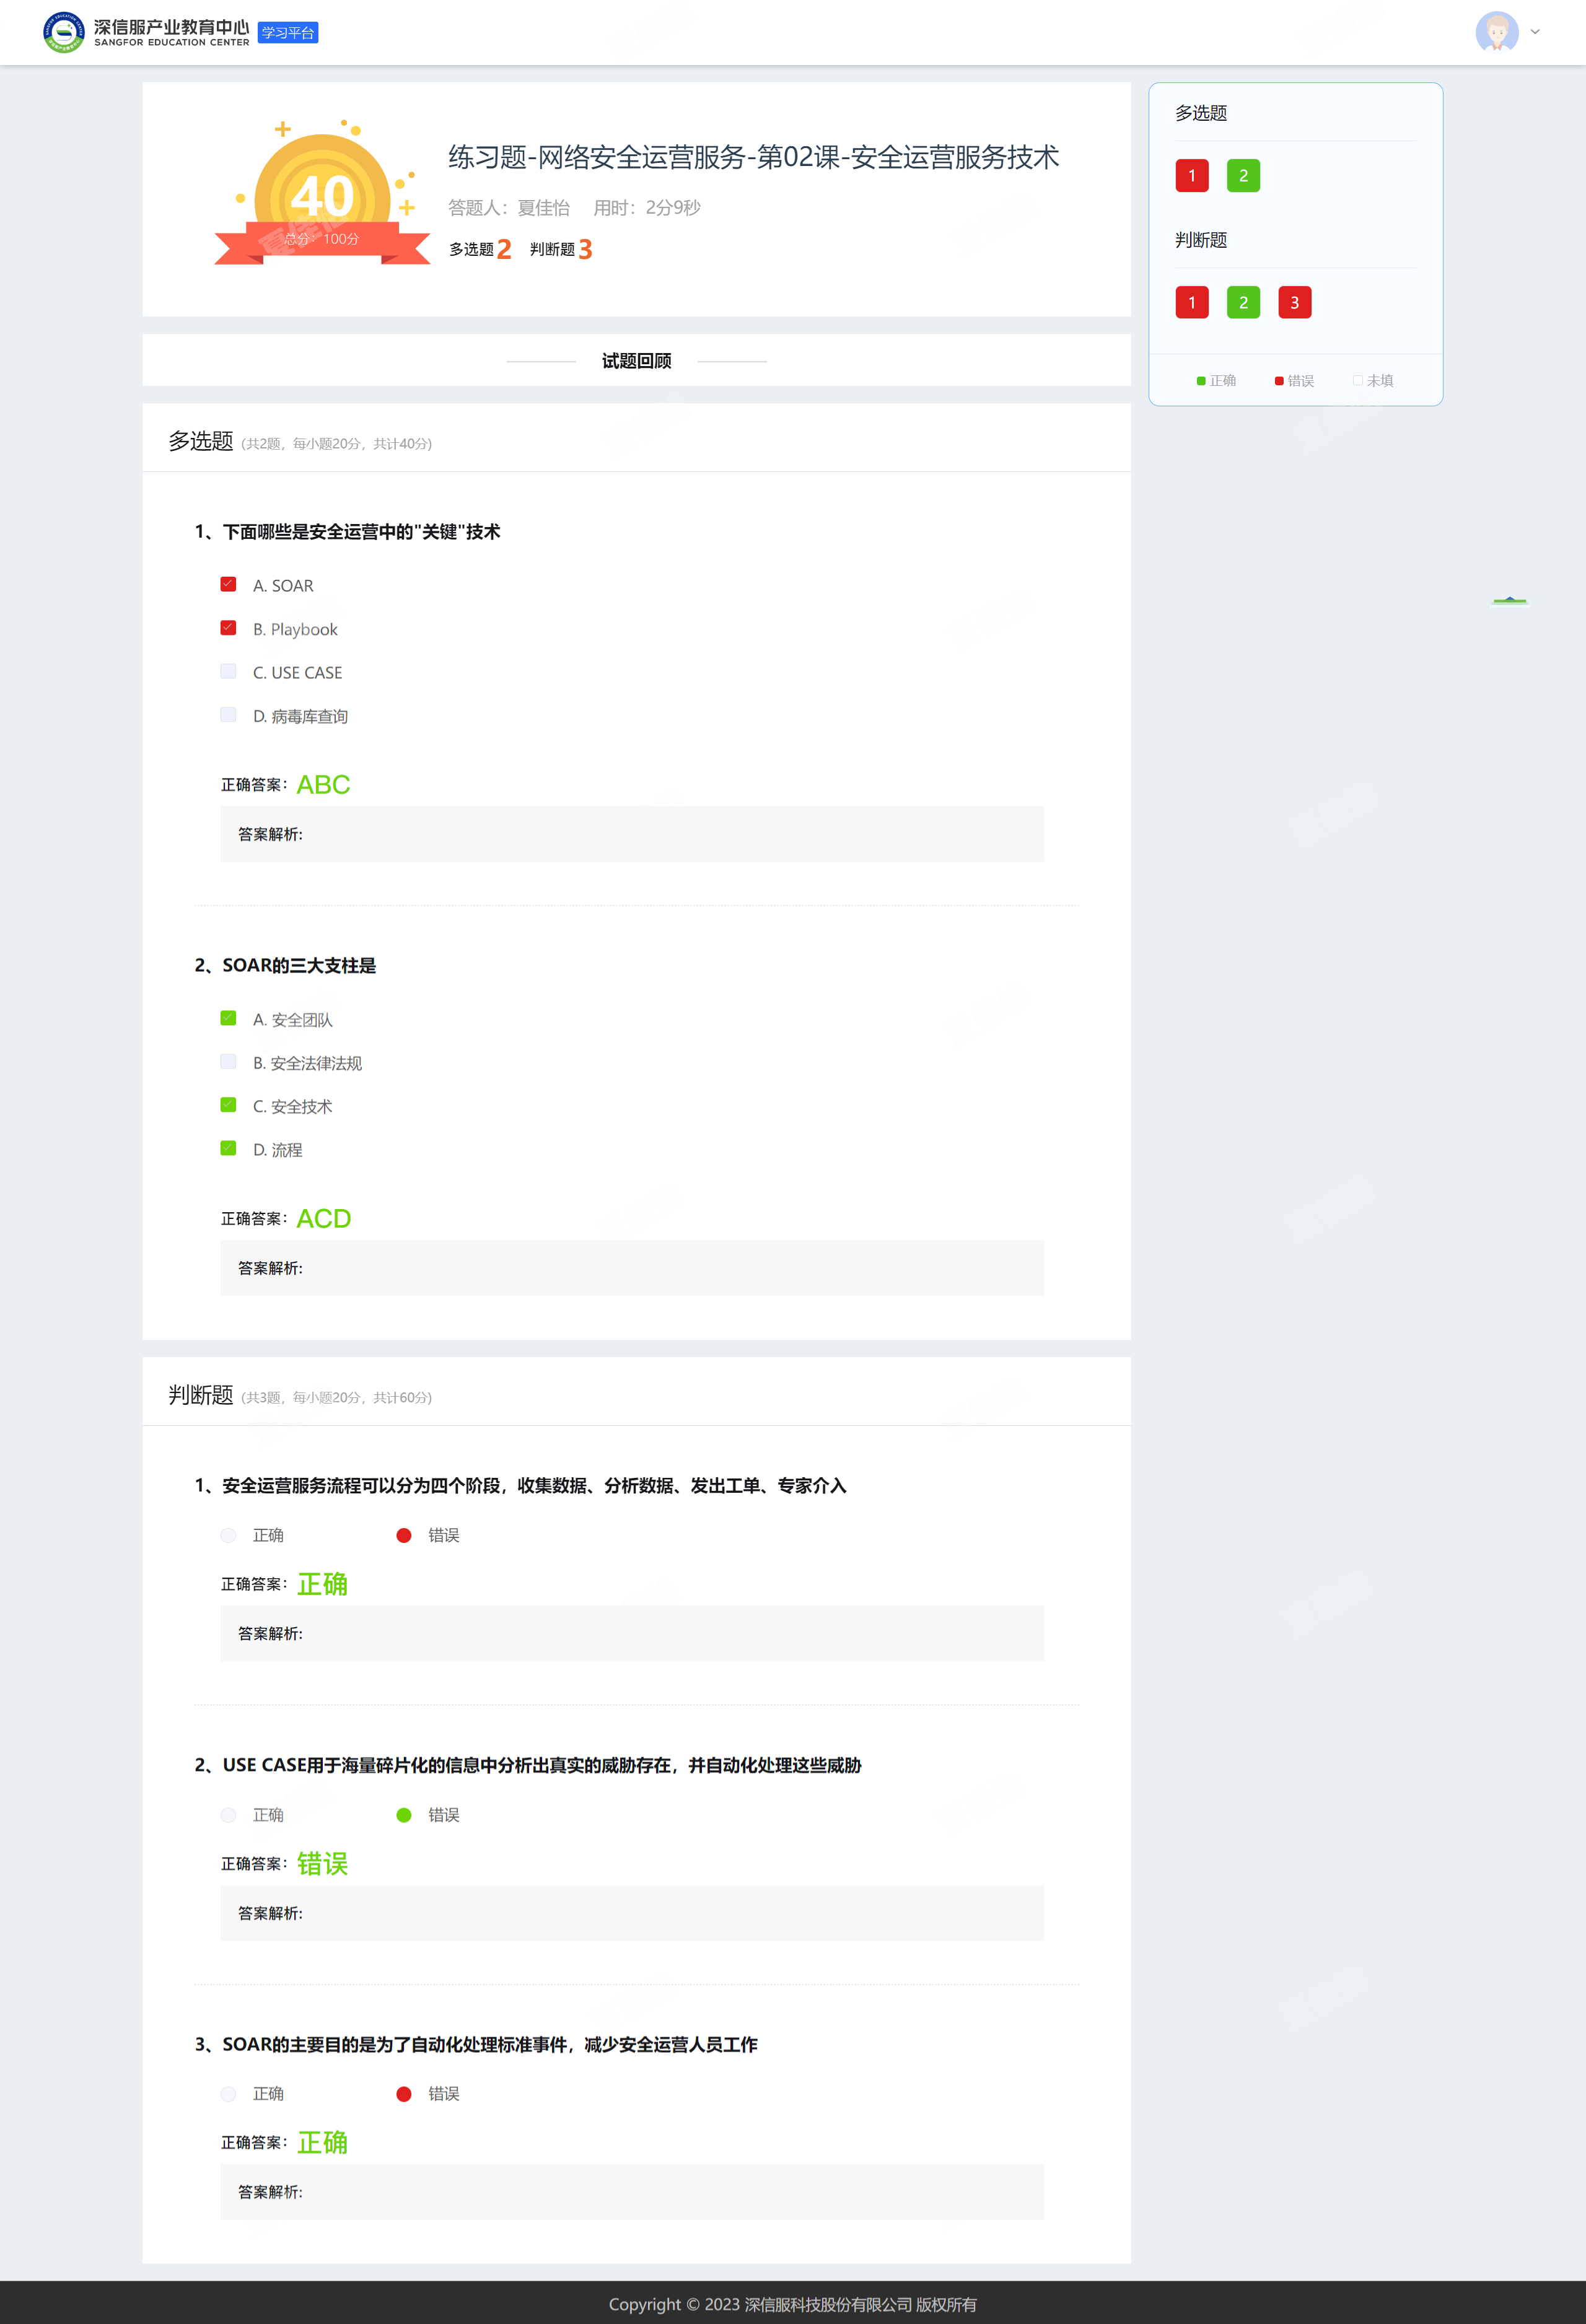 深信服产业教育中心
SANGFOR EDUCATION CENTER
学习平台
40
总分：100分
练习题-网络安全运营服务-第02课-安全运营服务技术
答题人：夏佳怡 用时：2分9秒
多选题2 判断题3
多选题
1 2
判断题
1 2 3
正确 错误 未填
试题回顾
多选题 (共2题，每小题20分，共计40分)
1、下面哪些是安全运营中的"关键"技术
A. SOAR
B. Playbook
C. USE CASE
D. 病毒库查询
正确答案：ABC
答案解析:
2、SOAR的三大支柱是
A. 安全团队
B. 安全法律法规
C. 安全技术
D. 流程
正确答案：ACD
答案解析:
判断题 (共3题，每小题20分，共计60分)
1、安全运营服务流程可以分为四个阶段，收集数据、分析数据、发出工单、专家介入
正确 错误
正确答案：正确
答案解析:
2、USE CASE用于海量碎片化的信息中分析出真实的威胁存在，并自动化处理这些威胁
正确 错误
正确答案：错误
答案解析:
3、SOAR的主要目的是为了自动化处理标准事件，减少安全运营人员工作
正确 错误
正确答案：正确
答案解析:
Copyright © 2023 深信服科技股份有限公司 版权所有